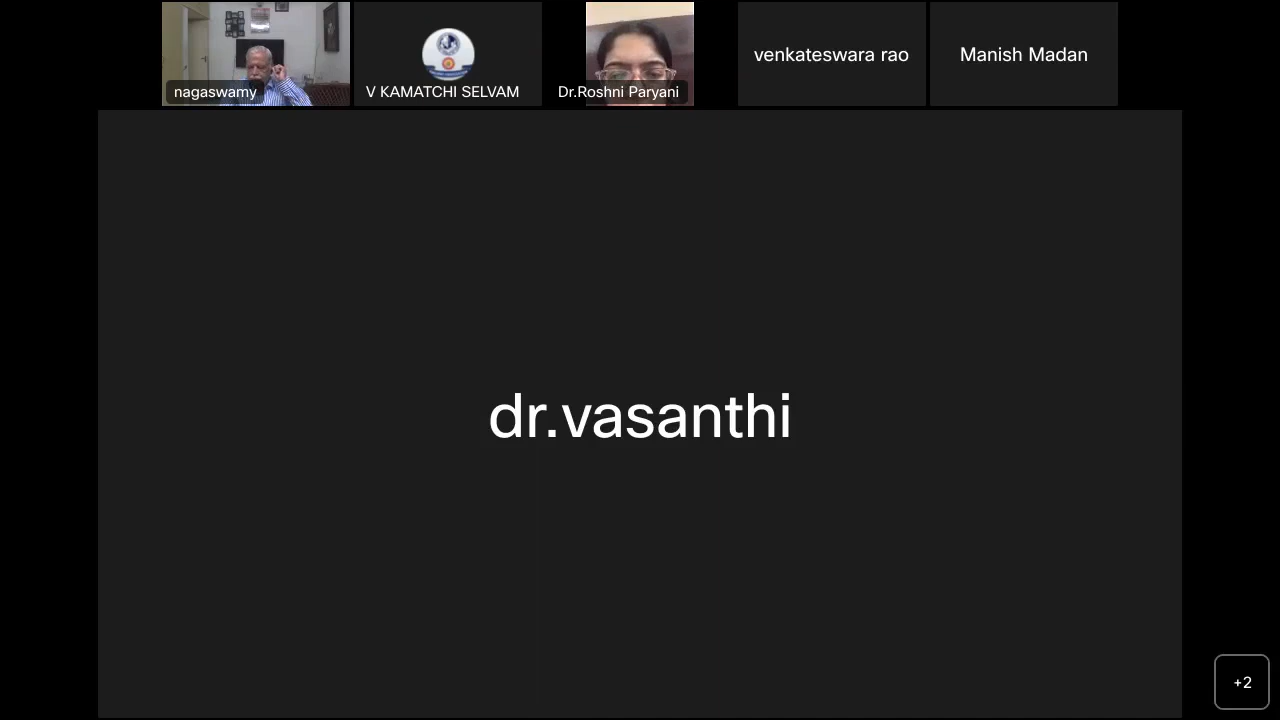 nagaswamy
V KAMATCHI SELVAM
Dr.Roshni Paryani
venkateswara rao
Manish Madan
dr.vasanthi
+2